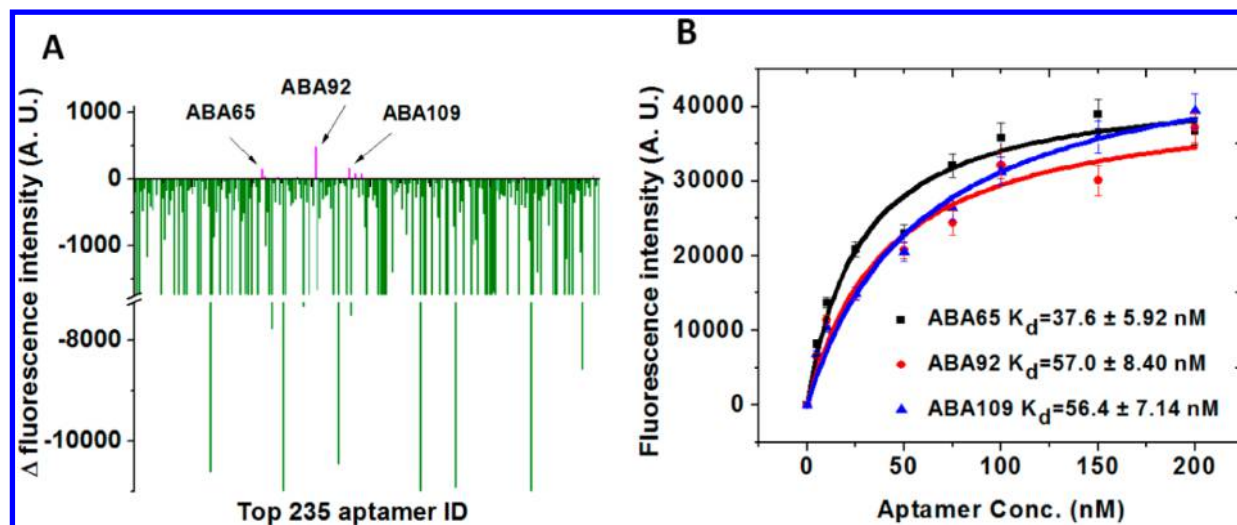 A
Δ fluorescence intensity (A. U.)
1000
0
-1000
-8000
-10000
ABA65
ABA92
ABA109
Top 235 aptamer ID
B
Fluorescence intensity (A. U.)
40000
30000
20000
10000
0
ABA65 Kd=37.6 ± 5.92 nM
ABA92 Kd=57.0 ± 8.40 nM
ABA109 Kd=56.4 ± 7.14 nM
0 50 100 150 200
Aptamer Conc. (nM)